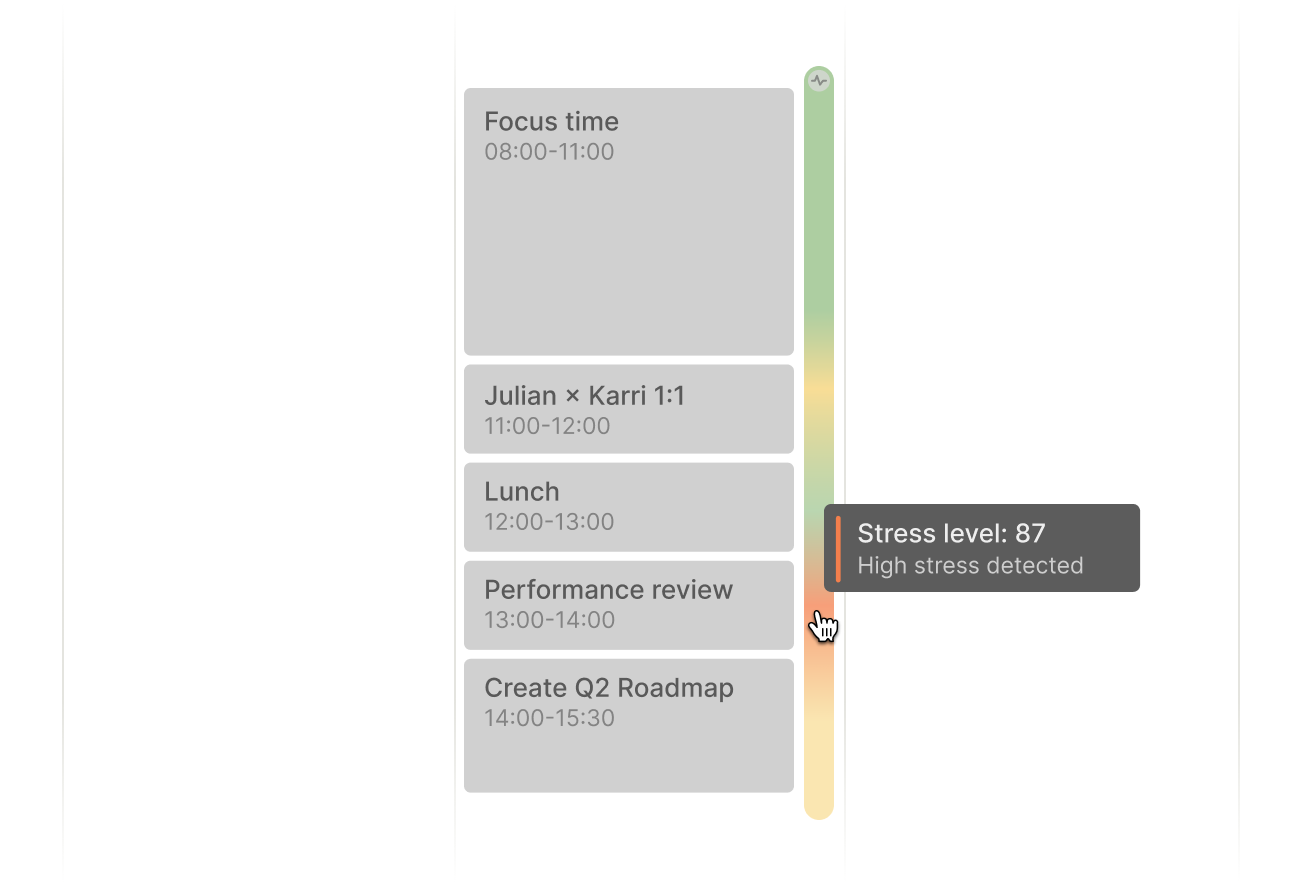 Focus time
08:00-11:00
Julian × Karri 1:1
11:00-12:00
Lunch
12:00-13:00
Stress level: 87
High stress detected
Performance review
13:00-14:00
Create Q2 Roadmap
14:00-15:30